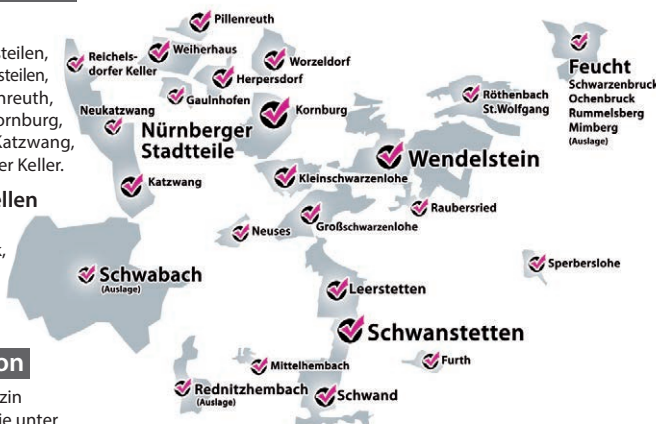 teilen,
steilen,
nreuth,
ornburg,
Katzwang,
er Keller.
llen
on
zin
ie unter
Pillenreuth
Reichels-
dorfer Keller
Weiherhaus
Worzeldorf
Herpersdorf
Gaulnhofen
Neukatzwang
Kornburg
Nürnberger
Stadtteile
Katzwang
Röthenbach
St.Wolfgang
Feucht
Schwarzenbruck
Ochenbruck
Rummelsberg
Mimberg
(Auslage)
Wendelstein
Kleinschwarzenlohe
Raubersried
Großschwarzenlohe
Neuses
Sperberslohe
Schwabach
(Auslage)
Leerstetten
Schwanstetten
Furth
Mittelhembach
Rednitzhembach
(Auslage)
Schwand